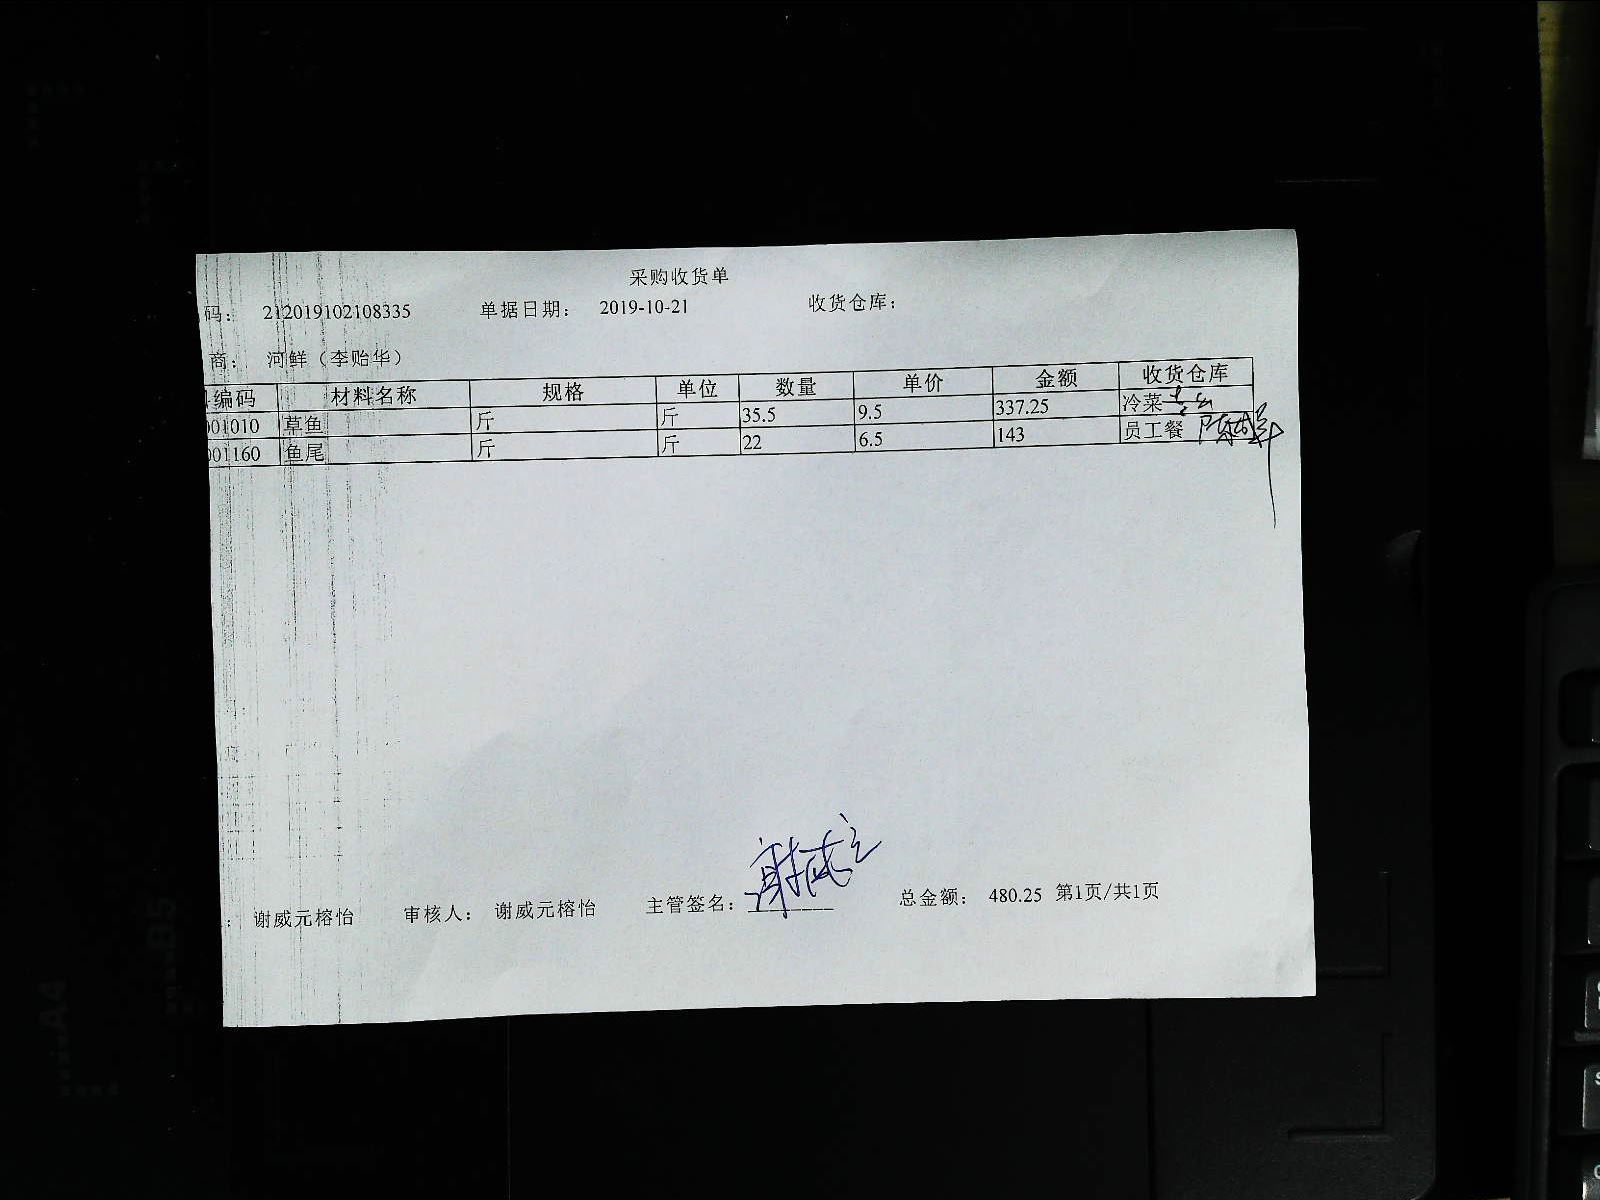 采购收货单
码： 212019102108335 单据日期： 2019-10-21 收货仓库：
商： 河鲜（李贻华）
编码 材料名称 规格 单位 数量 单价 金额 收货仓库
001010 草鱼 斤 斤 35.5 9.5 337.25 冷菜
001160 鱼尾 斤 斤 22 6.5 143 员工餐
： 谢威元榕怡 审核人： 谢威元榕怡 主管签名： 总金额： 480.25 第1页/共1页
A4
B5